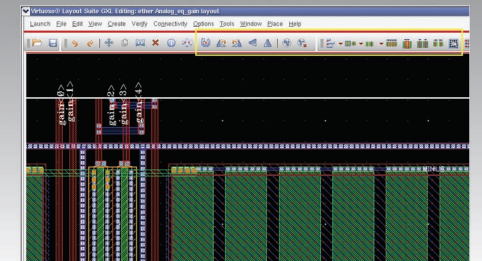 Virtuoso® Layout Suite GXL Editing: ether Analog_eq_gain layout
Launch File Edit View Create Verify Connectivity Options Tools Window Place Help
gain<0>
gain<1>
gain<2>
gain<3>
gain<4>